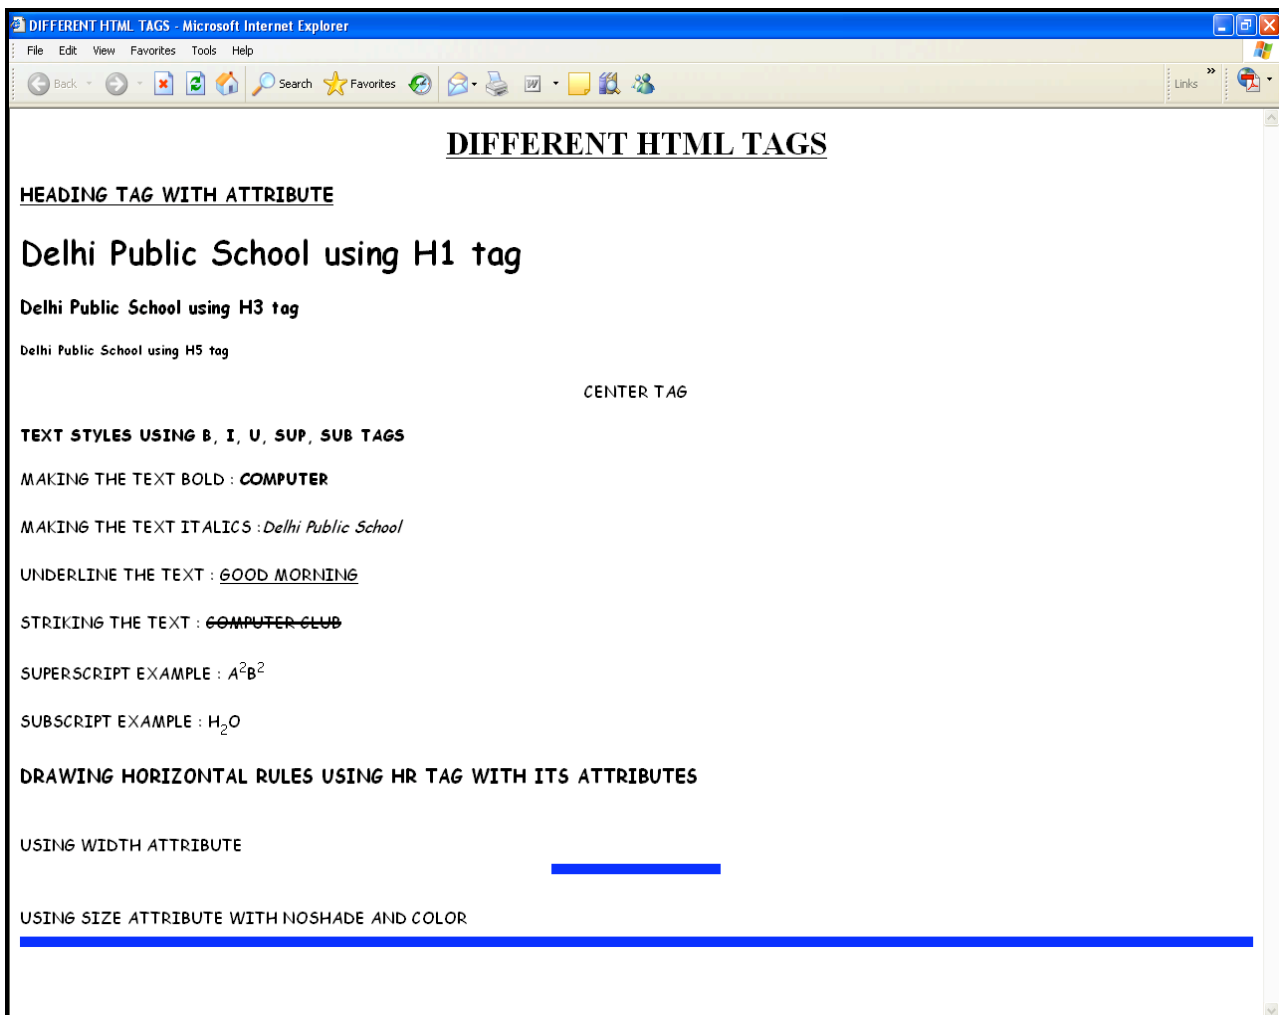 DIFFERENT HTML TAGS - Microsoft Internet Explorer
File Edit View Favorites Tools Help
Back Search Favorites W Links »
DIFFERENT HTML TAGS
HEADING TAG WITH ATTRIBUTE
Delhi Public School using H1 tag
Delhi Public School using H3 tag
Delhi Public School using H5 tag
CENTER TAG
TEXT STYLES USING B, I, U, SUP, SUB TAGS
MAKING THE TEXT BOLD : COMPUTER
MAKING THE TEXT ITALICS :Delhi Public School
UNDERLINE THE TEXT : GOOD MORNING
STRIKING THE TEXT : COMPUTER CLUB
SUPERSCRIPT EXAMPLE : A²B²
SUBSCRIPT EXAMPLE : H₂O
DRAWING HORIZONTAL RULES USING HR TAG WITH ITS ATTRIBUTES
USING WIDTH ATTRIBUTE
USING SIZE ATTRIBUTE WITH NOSHADE AND COLOR